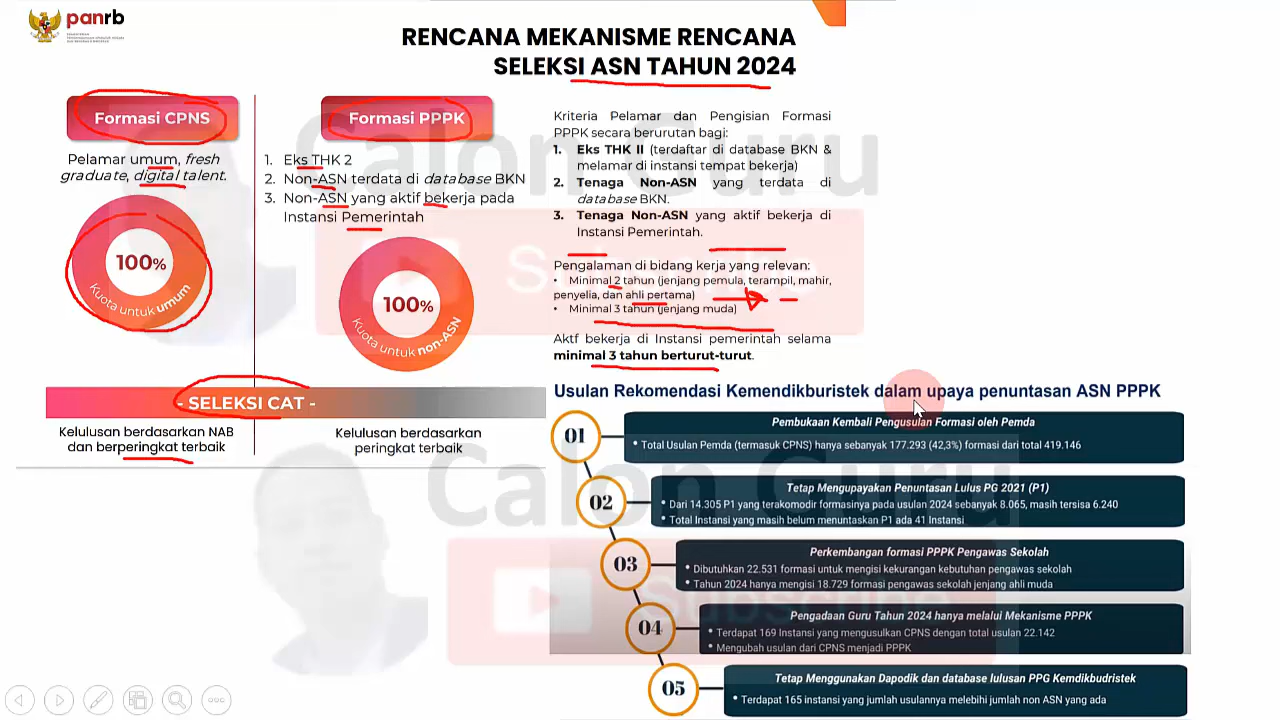 panrb
RENCANA MEKANISME RENCANA
SELEKSI ASN TAHUN 2024
Formasi CPNS
Pelamar umum, fresh
graduate, digital talent.
100%
Kuota untuk umum
Formasi PPPK
1. Eks THK 2
2. Non-ASN terdata di database BKN
3. Non-ASN yang aktif bekerja pada
Instansi Pemerintah
100%
Kuota untuk non-ASN
- SELEKSI CAT -
Kelulusan berdasarkan NAB
dan berperingkat terbaik
Kelulusan berdasarkan
peringkat terbaik
Kriteria Pelamar dan Pengisian Formasi
PPPK secara berurutan bagi:
1. Eks THK II (terdaftar di database BKN &
melamar di instansi tempat bekerja)
2. Tenaga Non-ASN yang terdata di
database BKN.
3. Tenaga Non-ASN yang aktif bekerja di
Instansi Pemerintah.
Pengalaman di bidang kerja yang relevan:
• Minimal 2 tahun (jenjang pemula, terampil, mahir,
penyelia, dan ahli pertama)
• Minimal 3 tahun (jenjang muda)
Aktf bekerja di Instansi pemerintah selama
minimal 3 tahun berturut-turut.
Usulan Rekomendasi Kemendikburistek dalam upaya penuntasan ASN PPPK
01
Pembukaan Kembali Pengusulan Formasi oleh Pemda
• Total Usulan Pemda (termasuk CPNS) hanya sebanyak 177.293 (42,3%) formasi dari total 419.146
02
Tetap Mengupayakan Penuntasan Lulus PG 2021 (P1)
• Dari 14.305 P1 yang terakomodir formasinya pada usulan 2024 sebanyak 8.065, masih tersisa 6.240
• Total Instansi yang masih belum menuntaskan P1 ada 41 Instansi
03
Perkembangan formasi PPPK Pengawas Sekolah
• Dibutuhkan 22.531 formasi untuk mengisi kekurangan kebutuhan pengawas sekolah
• Tahun 2024 hanya mengisi 18.729 formasi pengawas sekolah jenjang ahli muda
04
Pengadaan Guru Tahun 2024 hanya melalui Mekanisme PPPK
• Terdapat 169 Instansi yang mengusulkan CPNS dengan total usulan 22.142
• Mengubah usulan dari CPNS menjadi PPPK
05
Tetap Menggunakan Dapodik dan database lulusan PPG Kemdikbudristek
• Terdapat 165 instansi yang jumlah usulannya melebihi jumlah non ASN yang ada
Calon Guru
Subscribe
Calon Guru
Subscribe